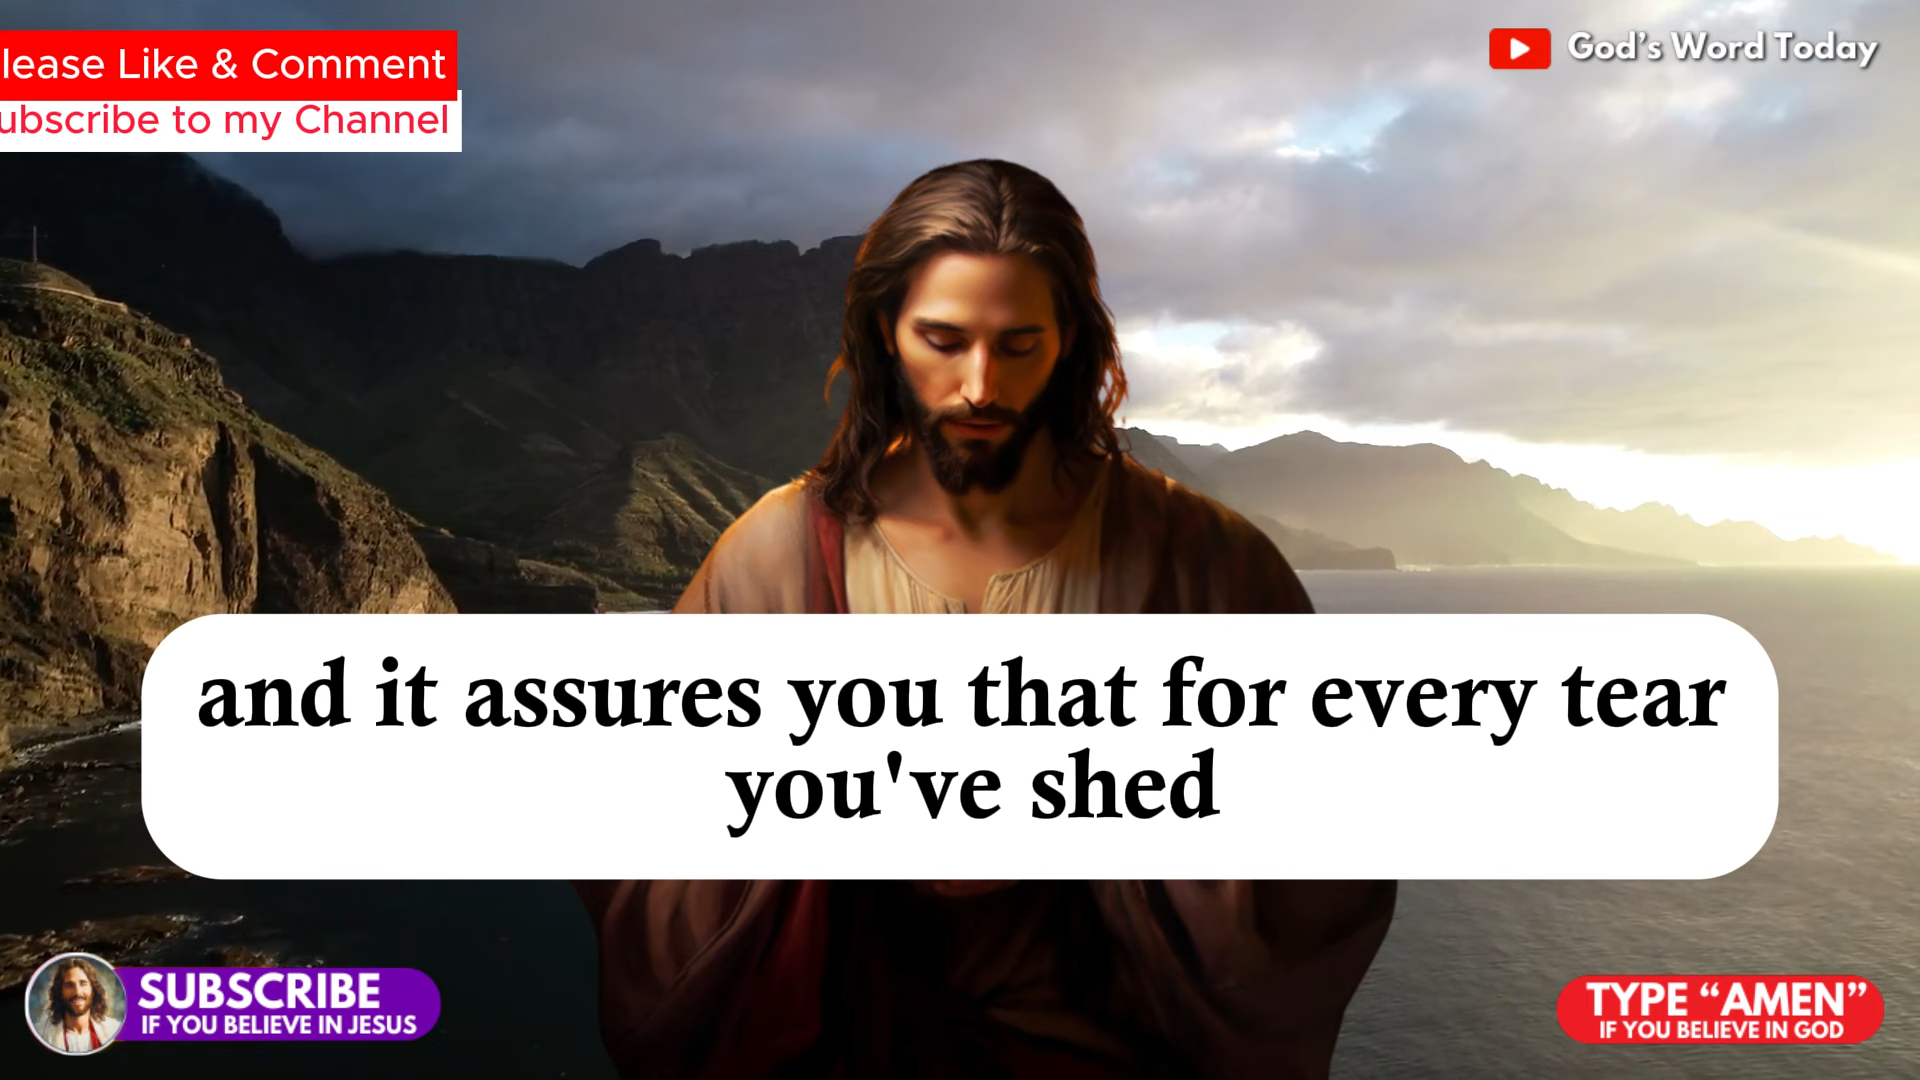 lease Like & Comment
ubscribe to my Channel
God's Word Today
and it assures you that for every tear
you've shed
SUBSCRIBE
IF YOU BELIEVE IN JESUS
TYPE “AMEN”
IF YOU BELIEVE IN GOD